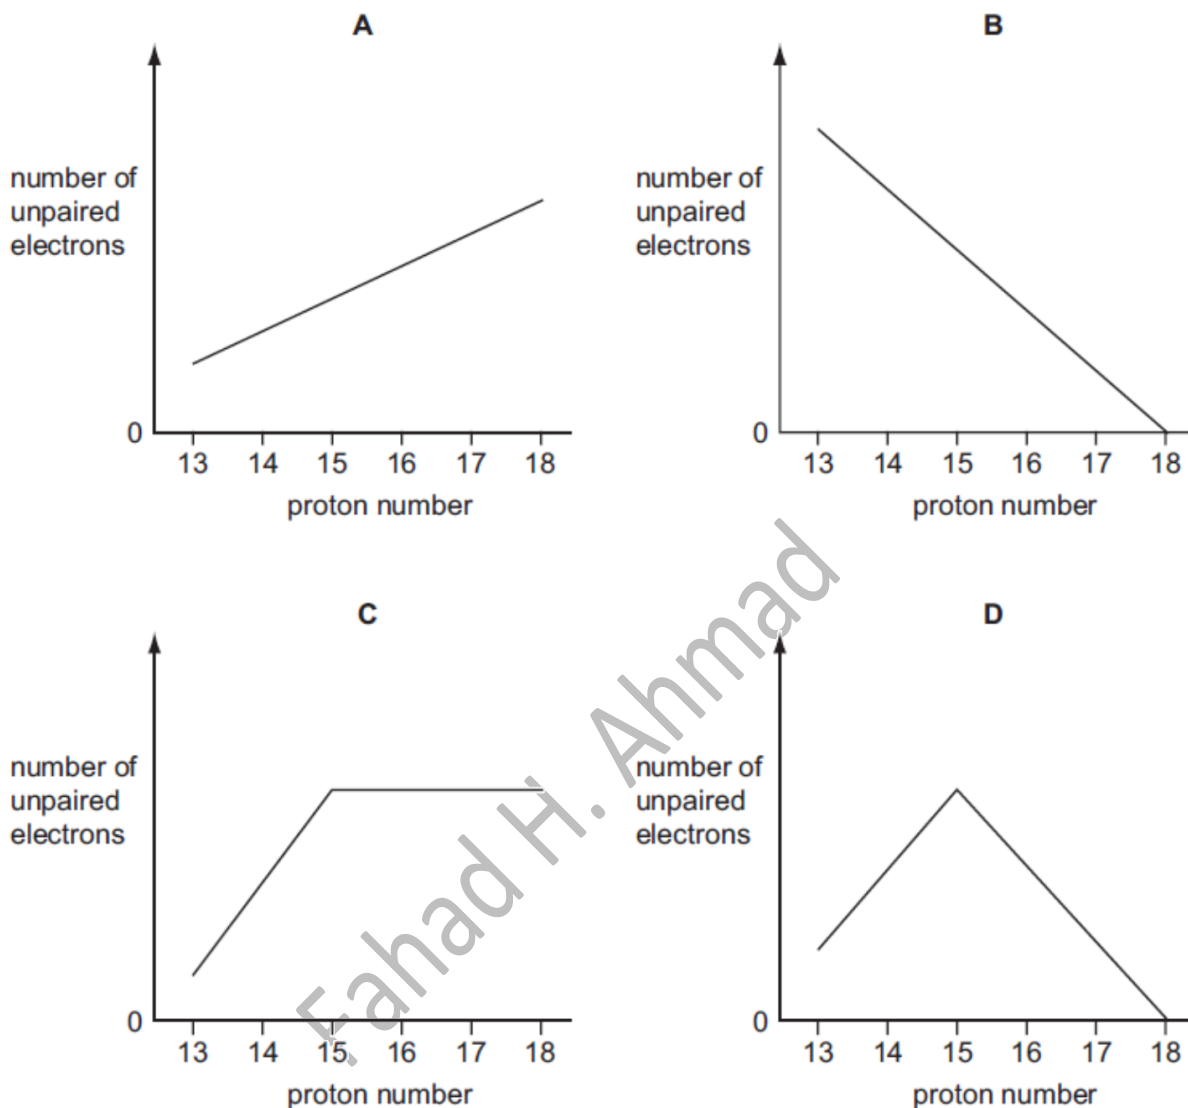 A
number of
unpaired
electrons
0
13 14 15 16 17 18
proton number
B
number of
unpaired
electrons
0
13 14 15 16 17 18
proton number
C
number of
unpaired
electrons
0
13 14 15 16 17 18
proton number
D
number of
unpaired
electrons
0
13 14 15 16 17 18
proton number
Fahad H. Ahmad